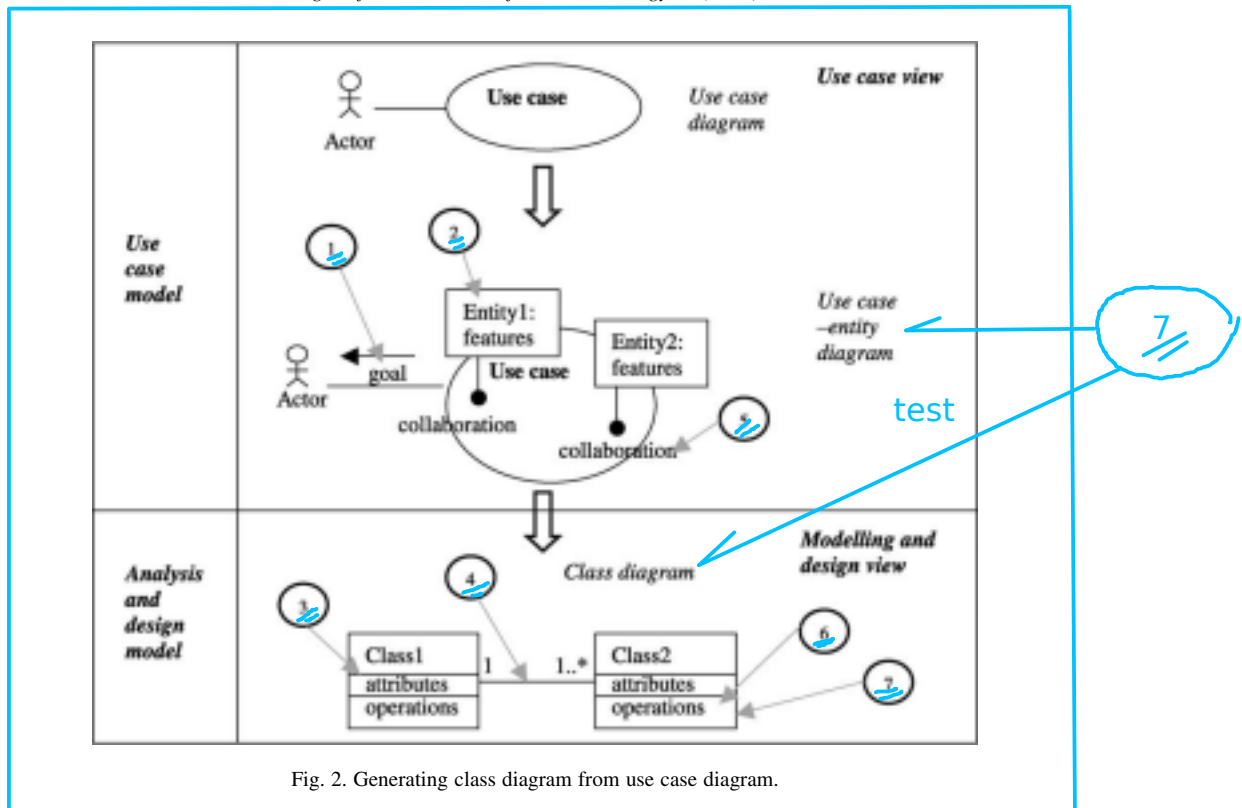 Use case view
Use case
Use case
diagram
Actor
Use
case
model
1
2
Entity1:
features
Entity2:
features
Use case
–entity
diagram
7
goal
Use case
Actor
collaboration
5
collaboration
test
Analysis
and
design
model
Modelling and
design view
Class diagram
3
4
6
7
Class1
attributes
operations
1
1..*
Class2
attributes
operations
Fig. 2. Generating class diagram from use case diagram.